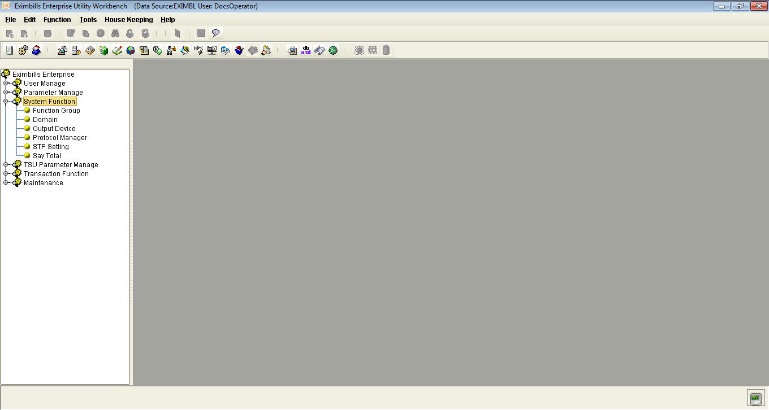 Eximbills Enterprise Utility Workbench (Data Source:EXIMBL User: DocsOperator)
File Edit Function Tools House Keeping Help
Eximbills Enterprise
User Manage
Parameter Manage
System Function
Function Group
Domain
Output Device
Protocol Manager
STP Setting
Say Total
TSU Parameter Manage
Transaction Function
Maintenance